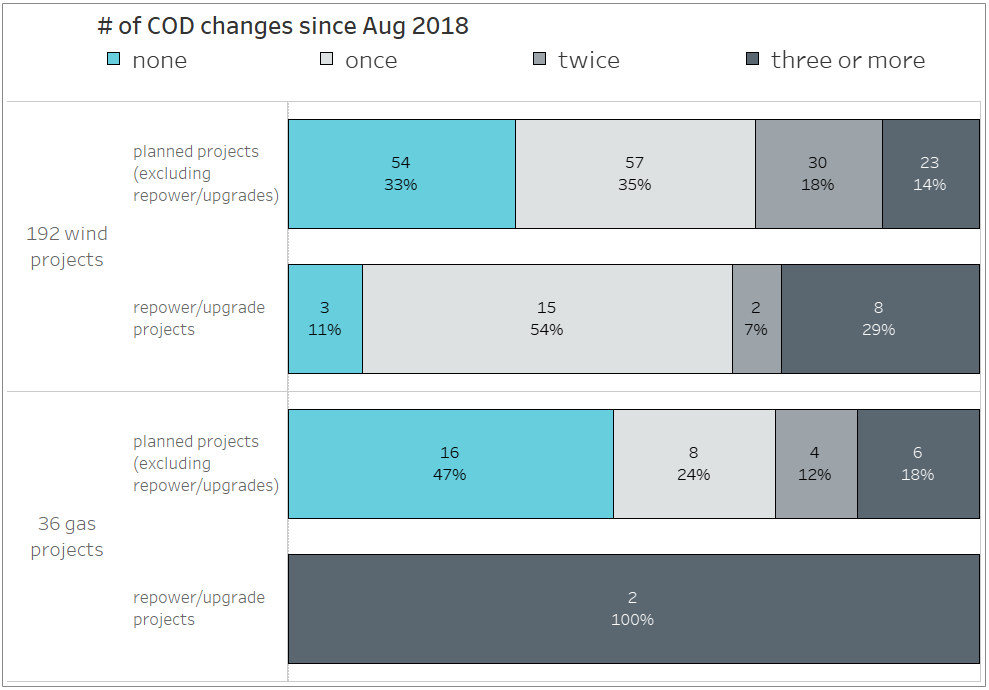 # of COD changes since Aug 2018
none
once
twice
three or more
192 wind
projects
planned projects
(excluding
repower/upgrades)
54
33%
57
35%
30
18%
23
14%
repower/upgrade
projects
3
11%
15
54%
2
7%
8
29%
36 gas
projects
planned projects
(excluding
repower/upgrades)
16
47%
8
24%
4
12%
6
18%
repower/upgrade
projects
2
100%